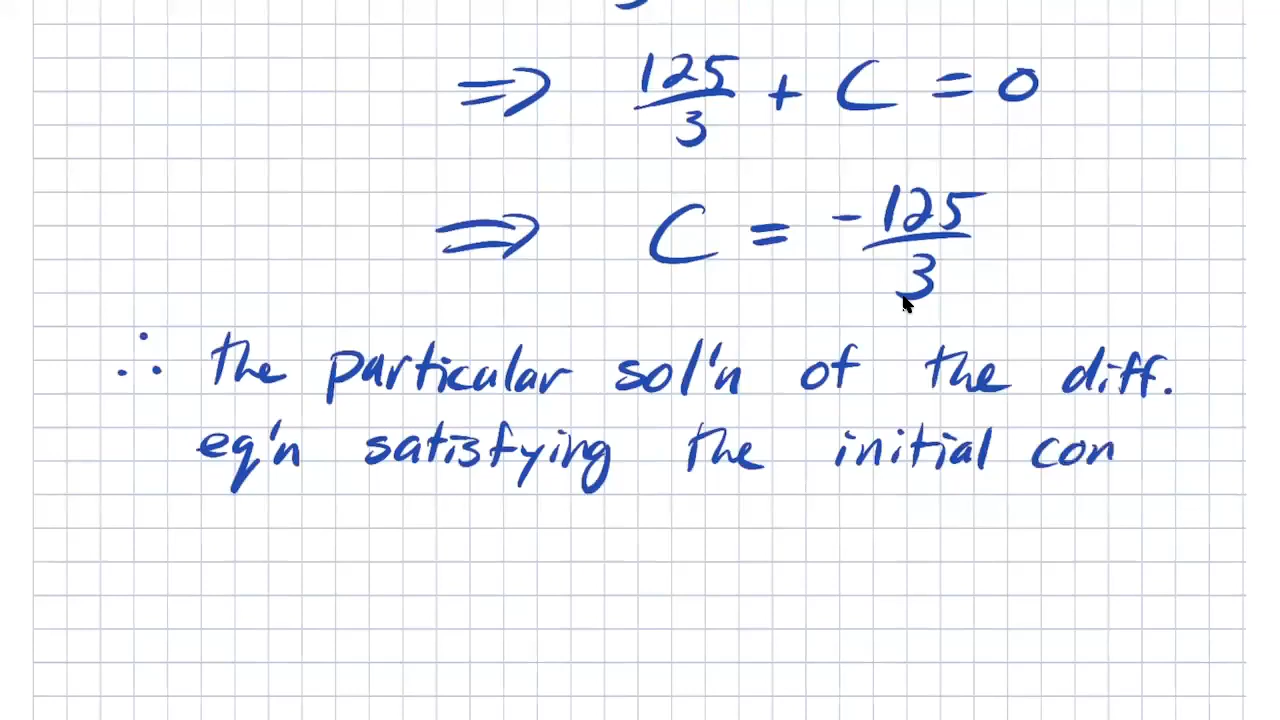 ⇒ 125/3 + C = 0
⇒ C = -125/3
∴ the particular sol'n of the diff.
eq'n satisfying the initial con